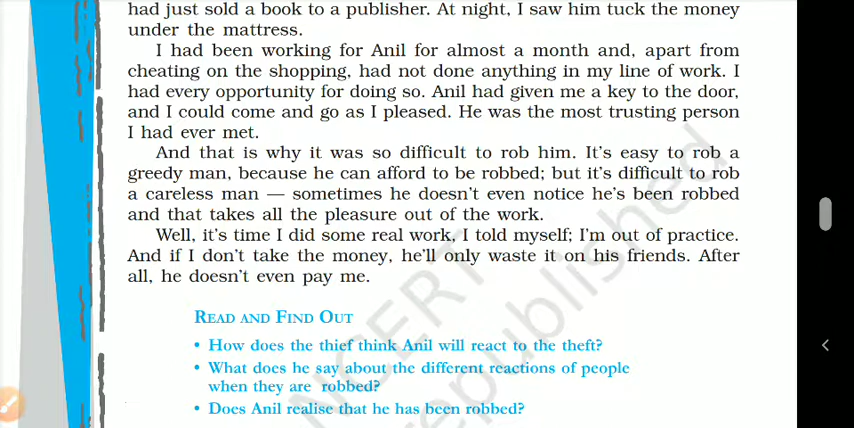 had just sold a book to a publisher. At night, I saw him tuck the money
under the mattress.
I had been working for Anil for almost a month and, apart from
cheating on the shopping, had not done anything in my line of work. I
had every opportunity for doing so. Anil had given me a key to the door,
and I could come and go as I pleased. He was the most trusting person
I had ever met.
And that is why it was so difficult to rob him. It's easy to rob a
greedy man, because he can afford to be robbed; but it's difficult to rob
a careless man — sometimes he doesn't even notice he's been robbed
and that takes all the pleasure out of the work.
Well, it's time I did some real work, I told myself; I'm out of practice.
And if I don't take the money, he'll only waste it on his friends. After
all, he doesn't even pay me.
READ AND FIND OUT
• How does the thief think Anil will react to the theft?
• What does he say about the different reactions of people
when they are robbed?
• Does Anil realise that he has been robbed?
NCERT
republished